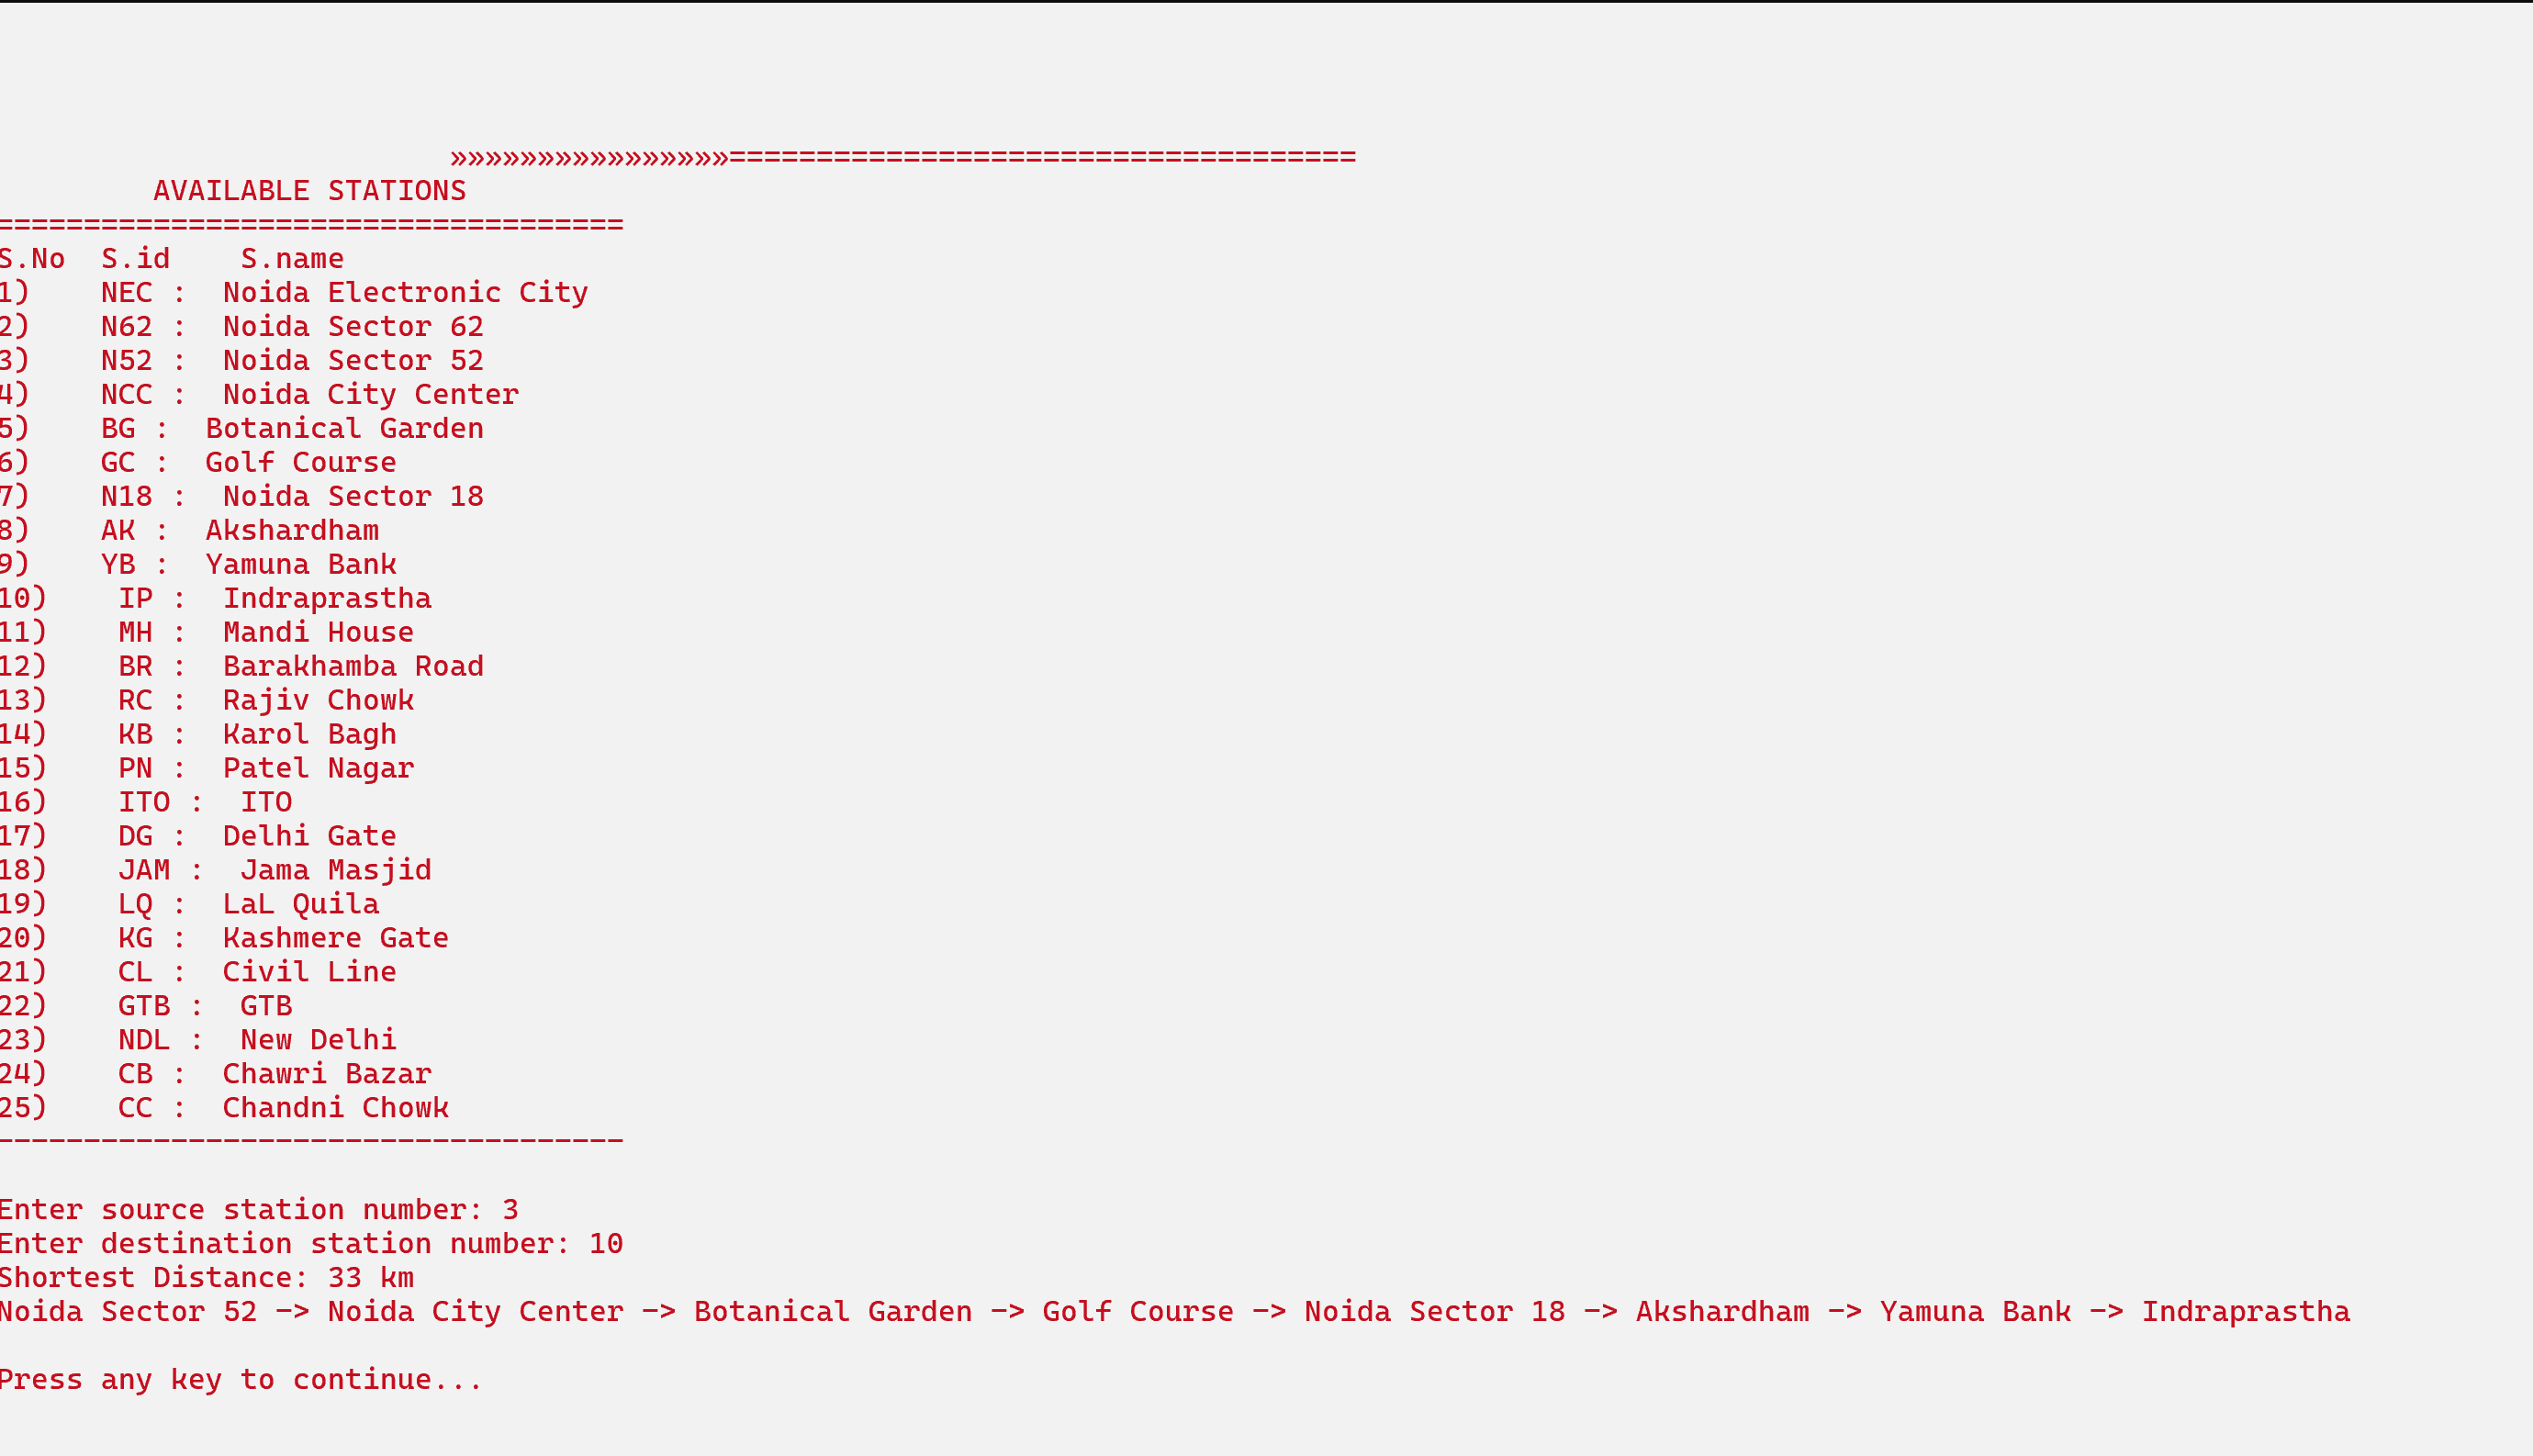 »»»»»»»»»»»»»»»»====================================
AVAILABLE STATIONS
====================================
S.No  S.id    S.name
1)    NEC :  Noida Electronic City
2)    N62 :  Noida Sector 62
3)    N52 :  Noida Sector 52
4)    NCC :  Noida City Center
5)    BG :  Botanical Garden
6)    GC :  Golf Course
7)    N18 :  Noida Sector 18
8)    AK :  Akshardham
9)    YB :  Yamuna Bank
10)    IP :  Indraprastha
11)    MH :  Mandi House
12)    BR :  Barakhamba Road
13)    RC :  Rajiv Chowk
14)    KB :  Karol Bagh
15)    PN :  Patel Nagar
16)    ITO :  ITO
17)    DG :  Delhi Gate
18)    JAM :  Jama Masjid
19)    LQ :  LaL Quila
20)    KG :  Kashmere Gate
21)    CL :  Civil Line
22)    GTB :  GTB
23)    NDL :  New Delhi
24)    CB :  Chawri Bazar
25)    CC :  Chandni Chowk
------------------------------------
Enter source station number: 3
Enter destination station number: 10
Shortest Distance: 33 km
Noida Sector 52 -> Noida City Center -> Botanical Garden -> Golf Course -> Noida Sector 18 -> Akshardham -> Yamuna Bank -> Indraprastha
Press any key to continue...